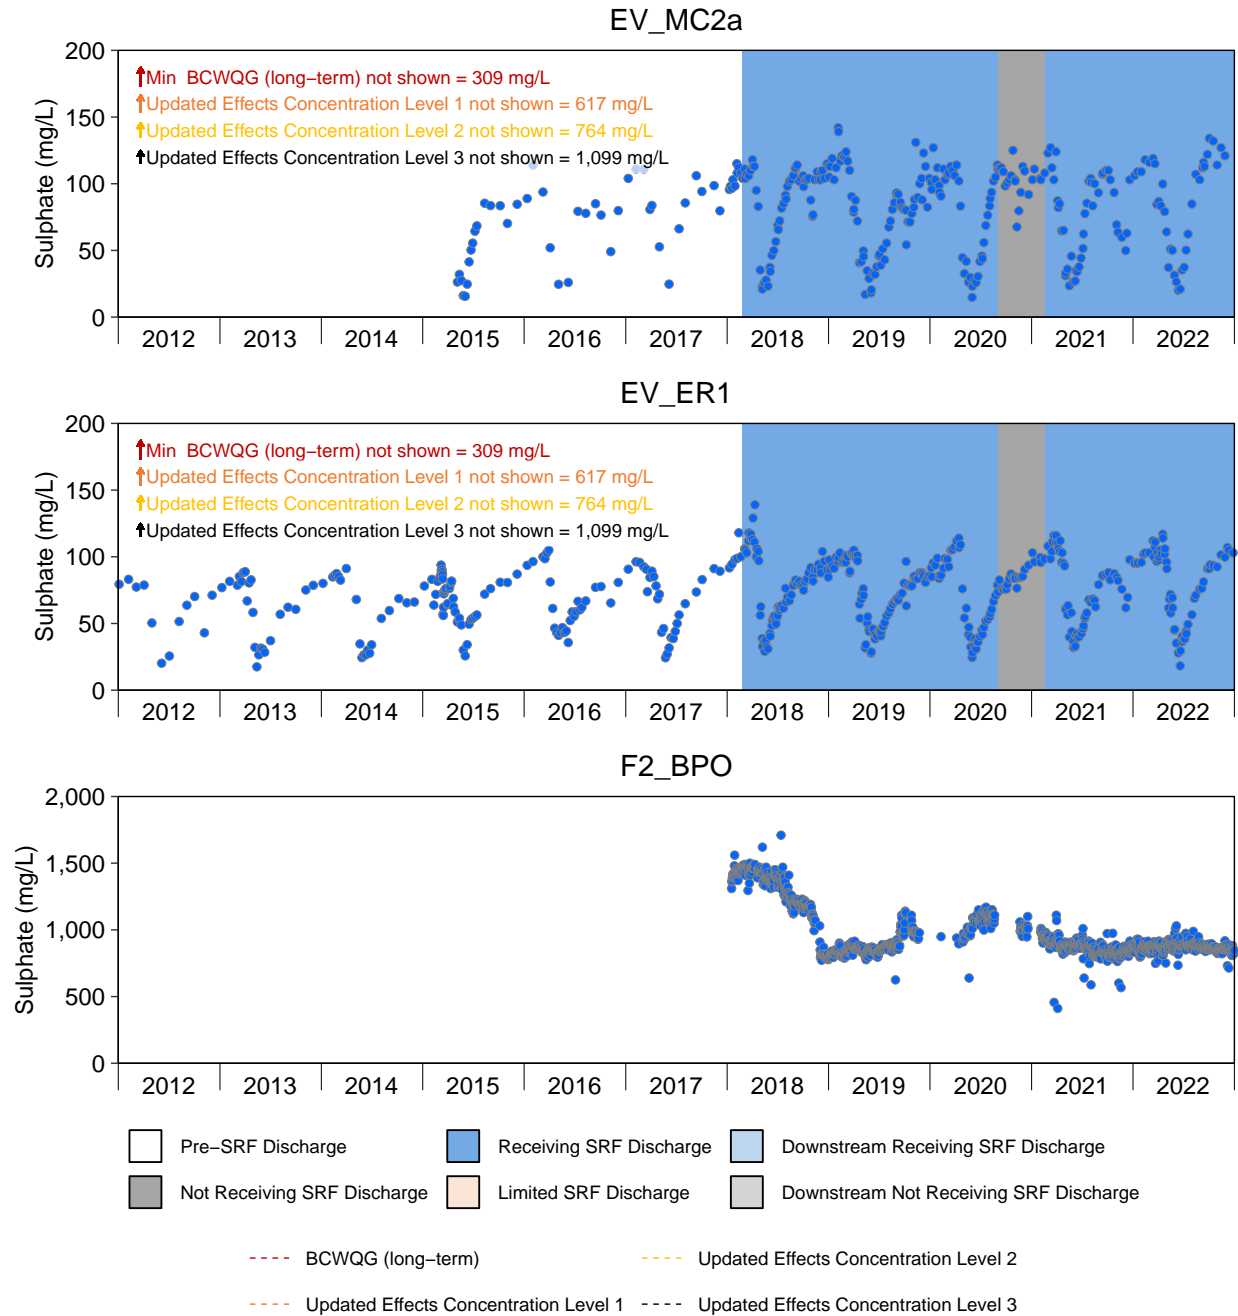 EV_MC2a
200
150
100
50
0
Sulphate (mg/L)
Min BCWQG (long−term) not shown = 309 mg/L
Updated Effects Concentration Level 1 not shown = 617 mg/L
Updated Effects Concentration Level 2 not shown = 764 mg/L
Updated Effects Concentration Level 3 not shown = 1,099 mg/L
2012 2013 2014 2015 2016 2017 2018 2019 2020 2021 2022
EV_ER1
200
150
100
50
0
Sulphate (mg/L)
Min BCWQG (long−term) not shown = 309 mg/L
Updated Effects Concentration Level 1 not shown = 617 mg/L
Updated Effects Concentration Level 2 not shown = 764 mg/L
Updated Effects Concentration Level 3 not shown = 1,099 mg/L
2012 2013 2014 2015 2016 2017 2018 2019 2020 2021 2022
F2_BPO
2,000
1,500
1,000
500
0
Sulphate (mg/L)
2012 2013 2014 2015 2016 2017 2018 2019 2020 2021 2022
Pre−SRF Discharge Receiving SRF Discharge Downstream Receiving SRF Discharge
Not Receiving SRF Discharge Limited SRF Discharge Downstream Not Receiving SRF Discharge
BCWQG (long−term) Updated Effects Concentration Level 2
Updated Effects Concentration Level 1 Updated Effects Concentration Level 3